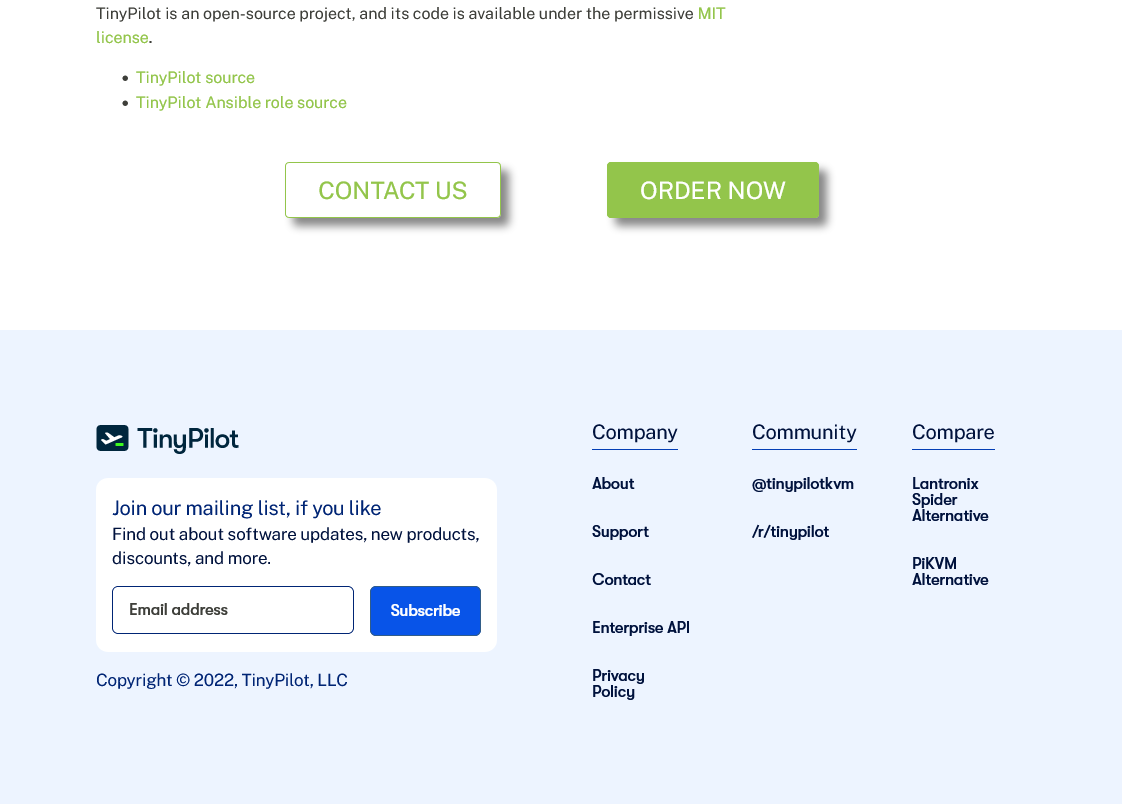 TinyPilot is an open-source project, and its code is available under the permissive MIT
license.
TinyPilot source
TinyPilot Ansible role source
CONTACT US
ORDER NOW
TinyPilot
Join our mailing list, if you like
Find out about software updates, new products,
discounts, and more.
Email address
Subscribe
Copyright © 2022, TinyPilot, LLC
Company
About
Support
Contact
Enterprise API
Privacy
Policy
Community
@tinypilotkvm
/r/tinypilot
Compare
Lantronix
Spider
Alternative
PiKVM
Alternative